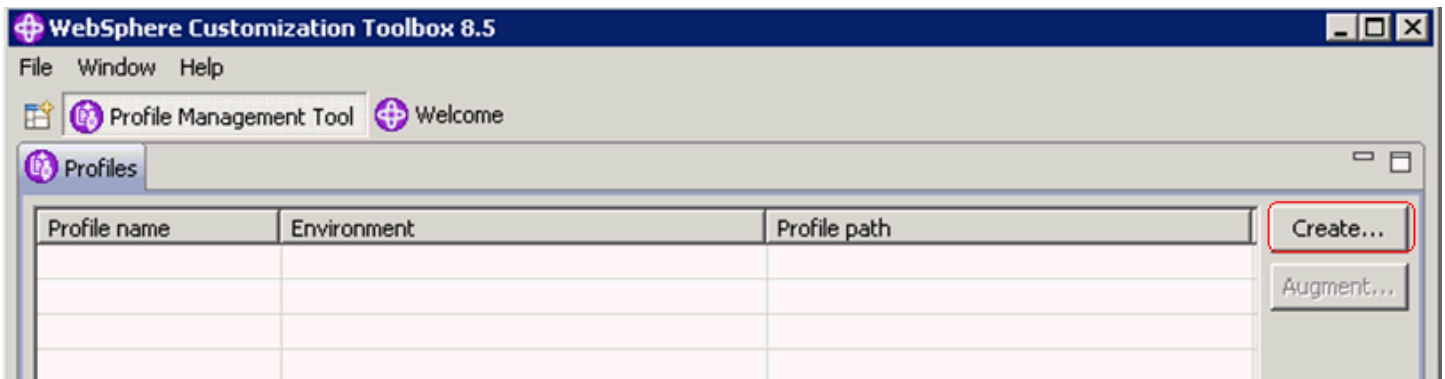 WebSphere Customization Toolbox 8.5
File Window Help
Profile Management Tool Welcome
Profiles
Profile name Environment Profile path Create...
Augment...